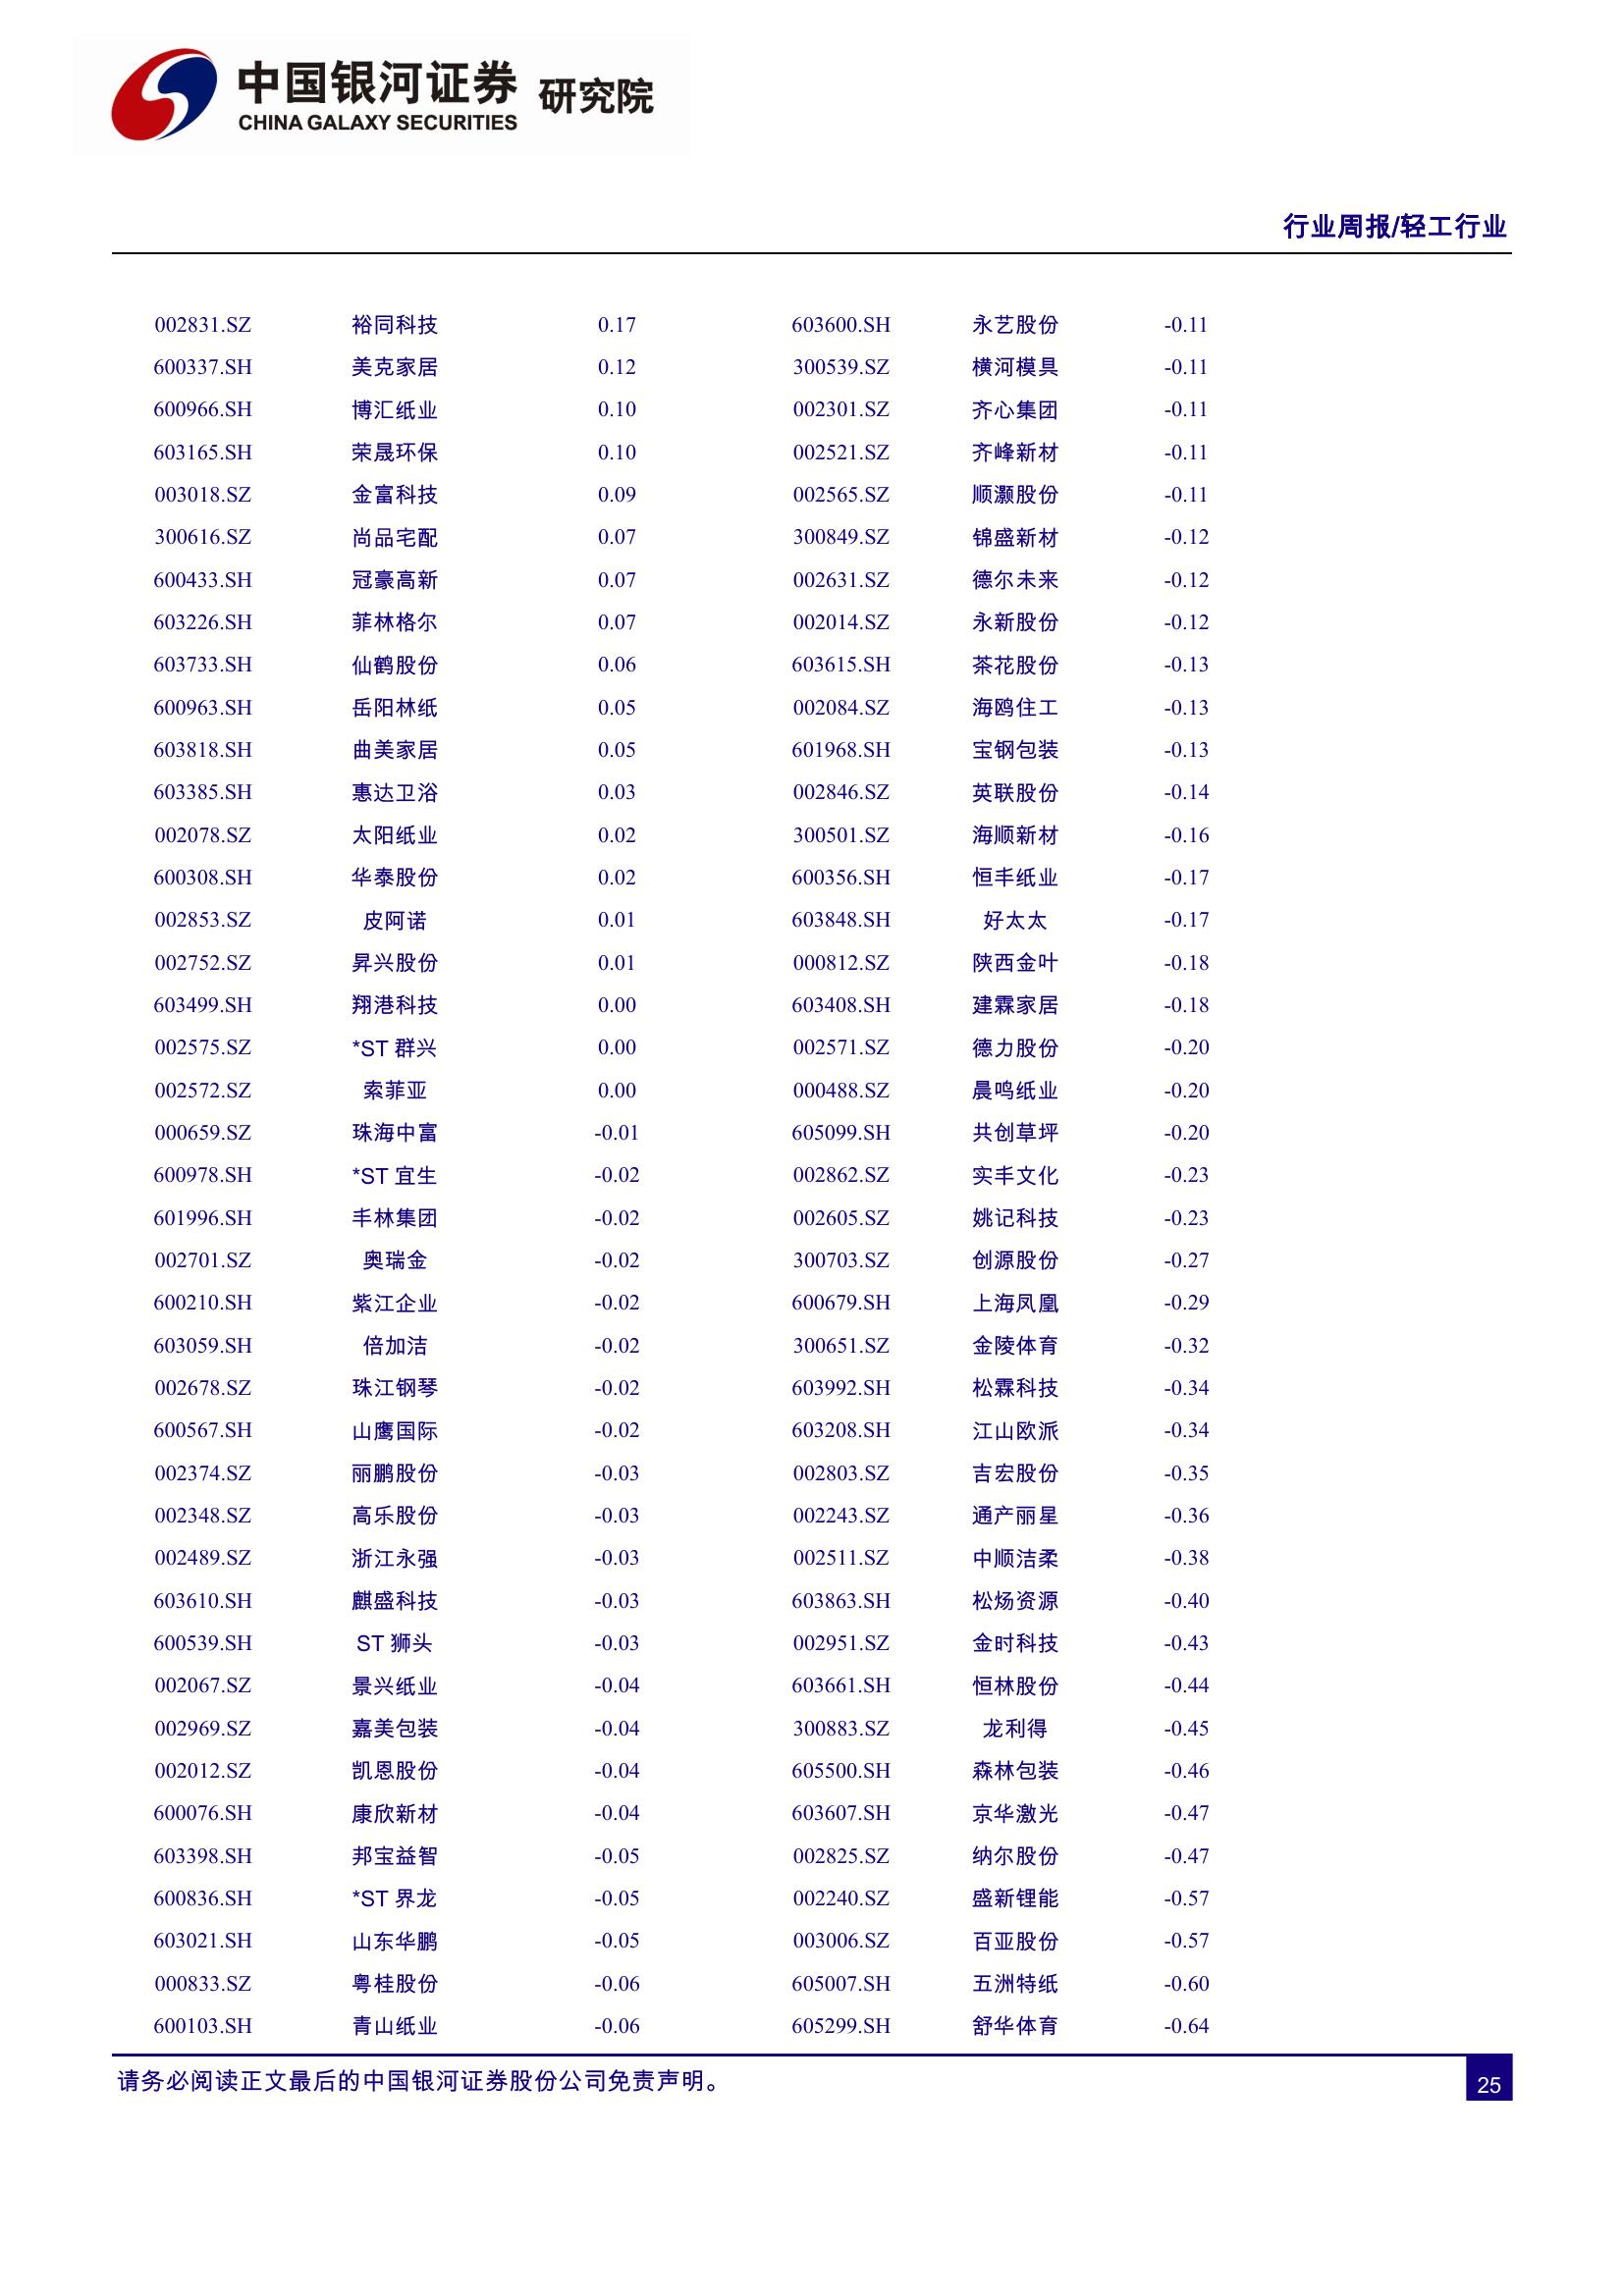 中国银河证券 研究院
CHINA GALAXY SECURITIES
行业周报/轻工行业
002831.SZ 裕同科技 0.17 603600.SH 永艺股份 -0.11
600337.SH 美克家居 0.12 300539.SZ 横河模具 -0.11
600966.SH 博汇纸业 0.10 002301.SZ 齐心集团 -0.11
603165.SH 荣晟环保 0.10 002521.SZ 齐峰新材 -0.11
003018.SZ 金富科技 0.09 002565.SZ 顺灏股份 -0.11
300616.SZ 尚品宅配 0.07 300849.SZ 锦盛新材 -0.12
600433.SH 冠豪高新 0.07 002631.SZ 德尔未来 -0.12
603226.SH 菲林格尔 0.07 002014.SZ 永新股份 -0.12
603733.SH 仙鹤股份 0.06 603615.SH 茶花股份 -0.13
600963.SH 岳阳林纸 0.05 002084.SZ 海鸥住工 -0.13
603818.SH 曲美家居 0.05 601968.SH 宝钢包装 -0.13
603385.SH 惠达卫浴 0.03 002846.SZ 英联股份 -0.14
002078.SZ 太阳纸业 0.02 300501.SZ 海顺新材 -0.16
600308.SH 华泰股份 0.02 600356.SH 恒丰纸业 -0.17
002853.SZ 皮阿诺 0.01 603848.SH 好太太 -0.17
002752.SZ 昇兴股份 0.01 000812.SZ 陕西金叶 -0.18
603499.SH 翔港科技 0.00 603408.SH 建霖家居 -0.18
002575.SZ *ST 群兴 0.00 002571.SZ 德力股份 -0.20
002572.SZ 索菲亚 0.00 000488.SZ 晨鸣纸业 -0.20
000659.SZ 珠海中富 -0.01 605099.SH 共创草坪 -0.20
600978.SH *ST 宜生 -0.02 002862.SZ 实丰文化 -0.23
601996.SH 丰林集团 -0.02 002605.SZ 姚记科技 -0.23
002701.SZ 奥瑞金 -0.02 300703.SZ 创源股份 -0.27
600210.SH 紫江企业 -0.02 600679.SH 上海凤凰 -0.29
603059.SH 倍加洁 -0.02 300651.SZ 金陵体育 -0.32
002678.SZ 珠江钢琴 -0.02 603992.SH 松霖科技 -0.34
600567.SH 山鹰国际 -0.02 603208.SH 江山欧派 -0.34
002374.SZ 丽鹏股份 -0.03 002803.SZ 吉宏股份 -0.35
002348.SZ 高乐股份 -0.03 002243.SZ 通产丽星 -0.36
002489.SZ 浙江永强 -0.03 002511.SZ 中顺洁柔 -0.38
603610.SH 麒盛科技 -0.03 603863.SH 松炀资源 -0.40
600539.SH ST 狮头 -0.03 002951.SZ 金时科技 -0.43
002067.SZ 景兴纸业 -0.04 603661.SH 恒林股份 -0.44
002969.SZ 嘉美包装 -0.04 300883.SZ 龙利得 -0.45
002012.SZ 凯恩股份 -0.04 605500.SH 森林包装 -0.46
600076.SH 康欣新材 -0.04 603607.SH 京华激光 -0.47
603398.SH 邦宝益智 -0.05 002825.SZ 纳尔股份 -0.47
600836.SH *ST 界龙 -0.05 002240.SZ 盛新锂能 -0.57
603021.SH 山东华鹏 -0.05 003006.SZ 百亚股份 -0.57
000833.SZ 粤桂股份 -0.06 605007.SH 五洲特纸 -0.60
600103.SH 青山纸业 -0.06 605299.SH 舒华体育 -0.64
请务必阅读正文最后的中国银河证券股份公司免责声明。
25